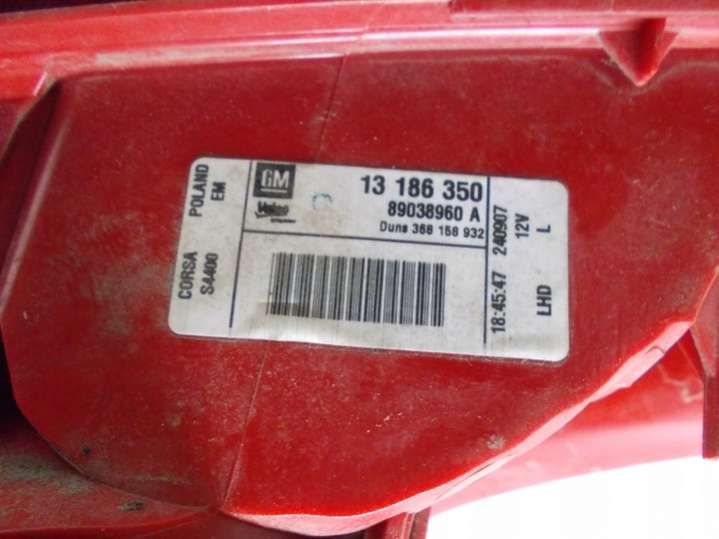 GM
13 186 350
Valeo
89038960 A
Duns 368 158 932
CORSA POLAND
S4400 EM
18:45:47 240907
12V
LHD L